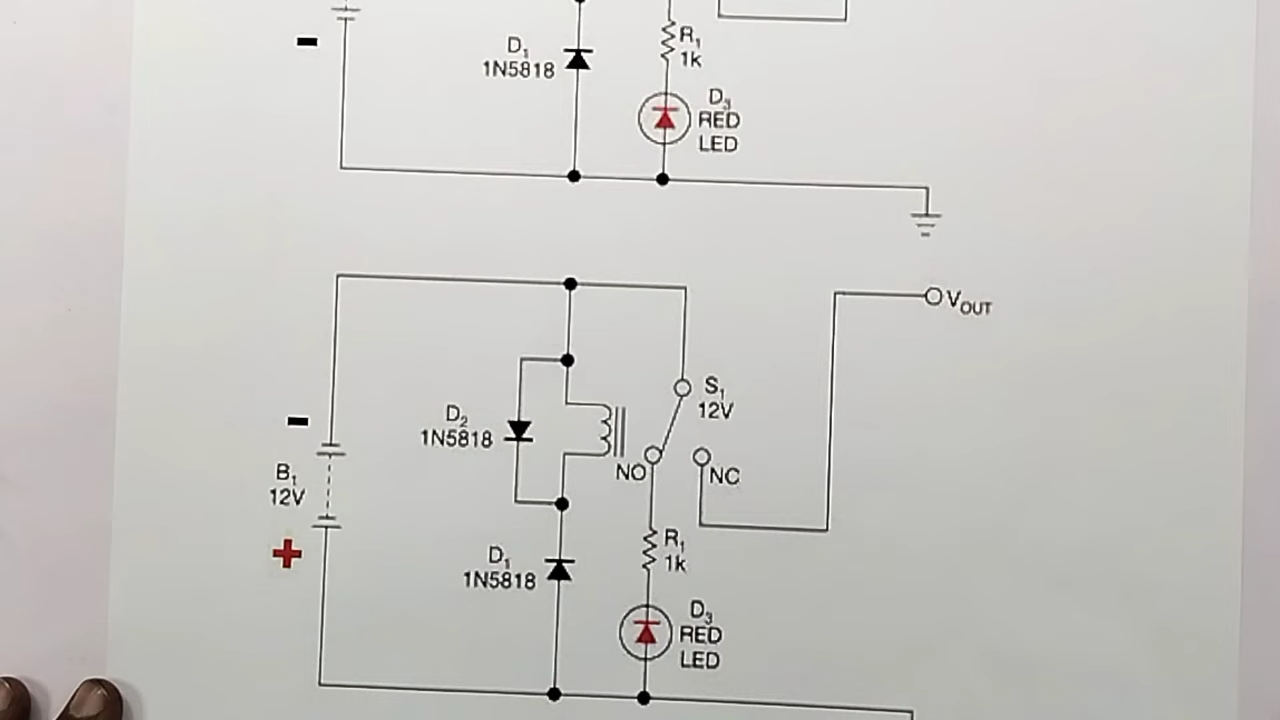 -
D₁
1N5818
R₁
1k
D₃
RED
LED
V_OUT
-
B₁
12V
+
D₂
1N5818
S₁
12V
NO
NC
D₁
1N5818
R₁
1k
D₃
RED
LED